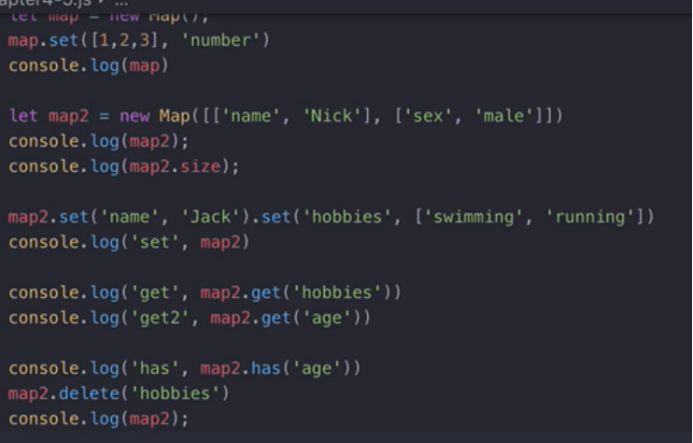 apter4-5.js › ...
let map = new Map();
map.set([1,2,3], 'number')
console.log(map)
let map2 = new Map([['name', 'Nick'], ['sex', 'male']])
console.log(map2);
console.log(map2.size);
map2.set('name', 'Jack').set('hobbies', ['swimming', 'running'])
console.log('set', map2)
console.log('get', map2.get('hobbies'))
console.log('get2', map2.get('age'))
console.log('has', map2.has('age'))
map2.delete('hobbies')
console.log(map2);